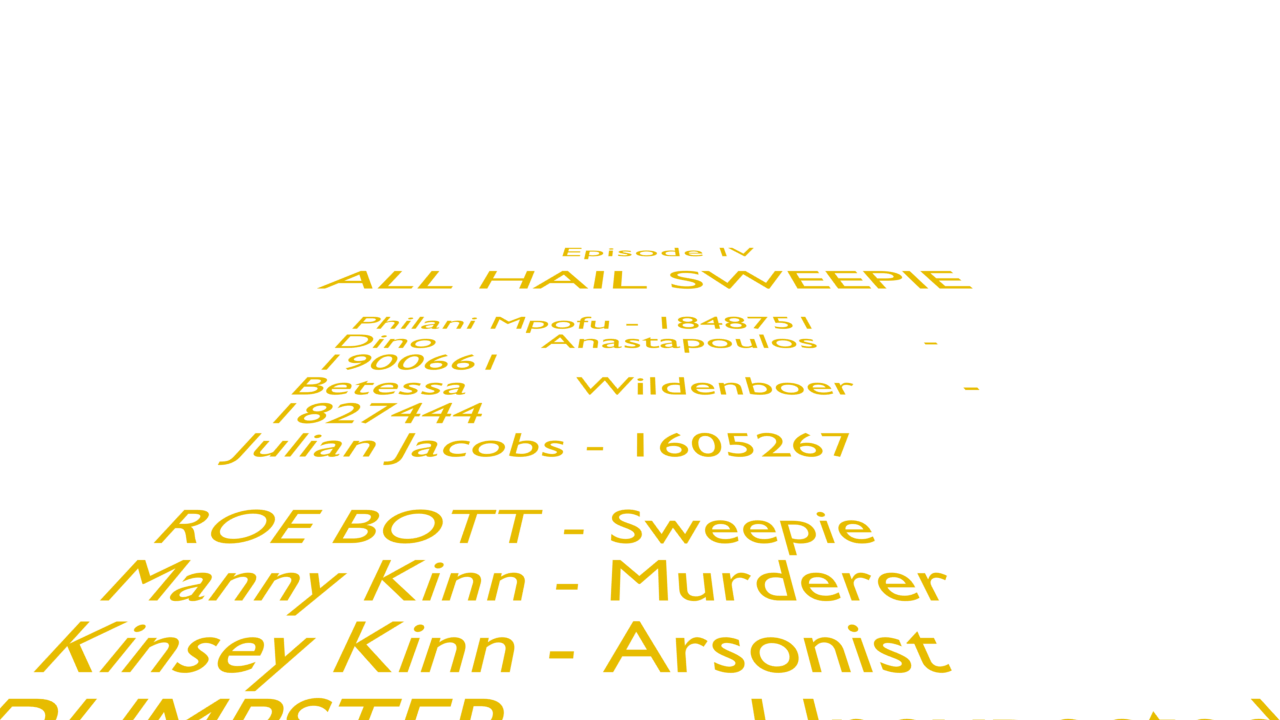 Episode IV
ALL HAIL SWEEPIE
Philani Mpofu - 1848751
Dino Anastapoulos -
1900661
Betessa Wildenboer -
1827444
Julian Jacobs - 1605267
ROE BOTT - Sweepie
Manny Kinn - Murderer
Kinsey Kinn - Arsonist
DUMPSTER